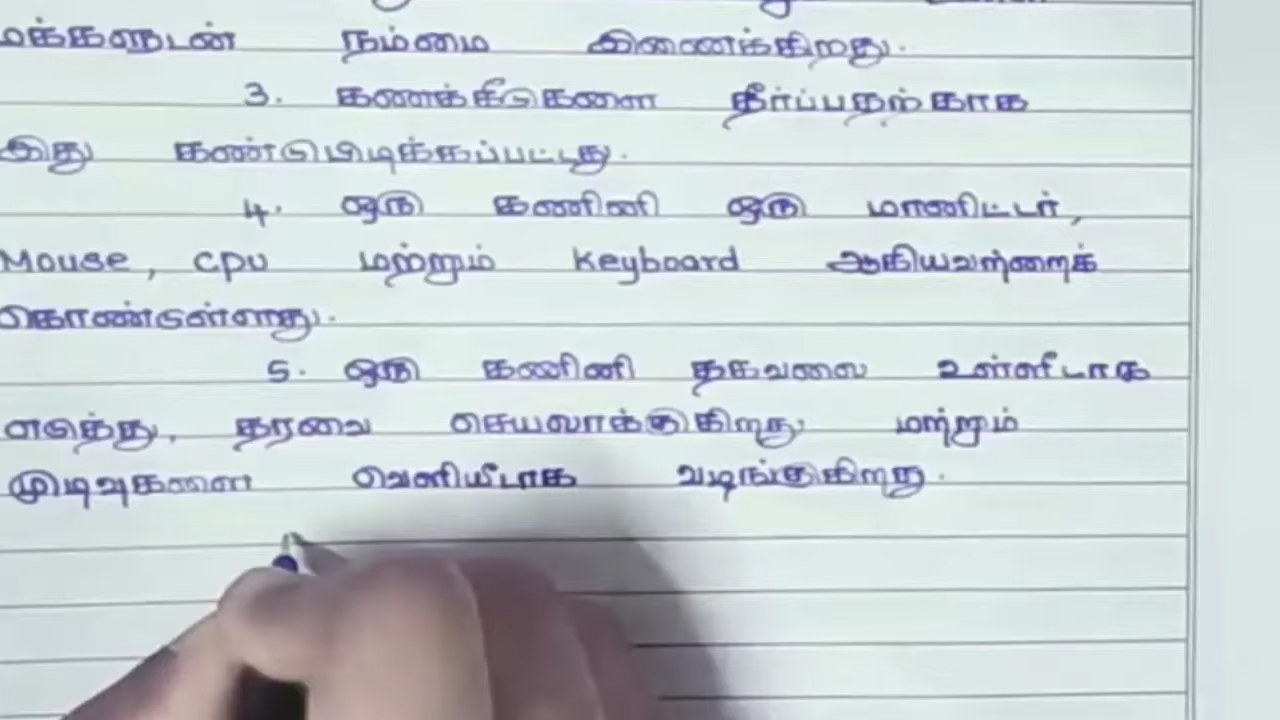 மக்களுடன் நம்மை இணைக்கிறது.
3. கணக்கீடுகளை தீர்ப்பதற்காக
இது கண்டுபிடிக்கப்பட்டது.
4. ஒரு கணினி ஒரு மானிட்டர்,
Mouse, CPU மற்றும் Keyboard ஆகியவற்றைக்
கொண்டுள்ளது.
5. ஒரு கணினி தகவலை உள்ளீடாக
எடுத்து, தரவை செயலாக்குகிறது மற்றும்
முடிவுகளை வெளியீடாக வழங்குகிறது.